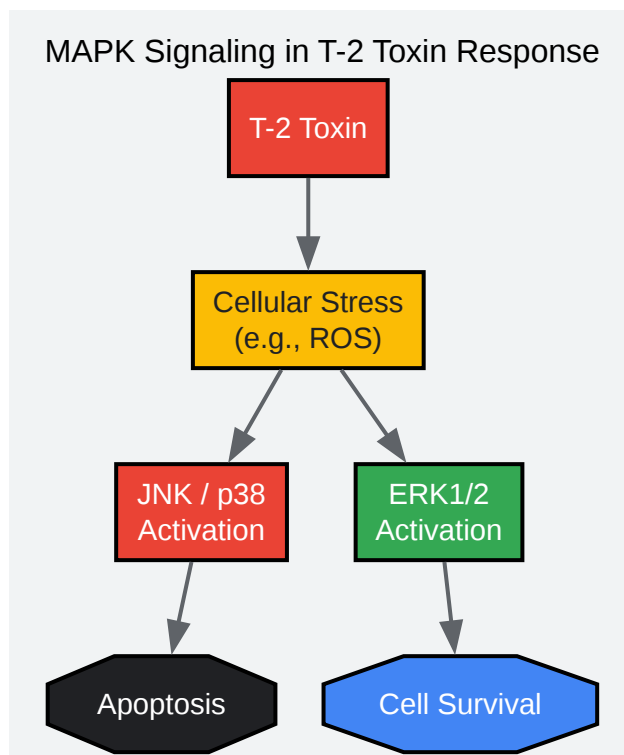 MAPK Signaling in T-2 Toxin Response
T-2 Toxin
Cellular Stress
(e.g., ROS)
JNK / p38
Activation
ERK1/2
Activation
Apoptosis
Cell Survival